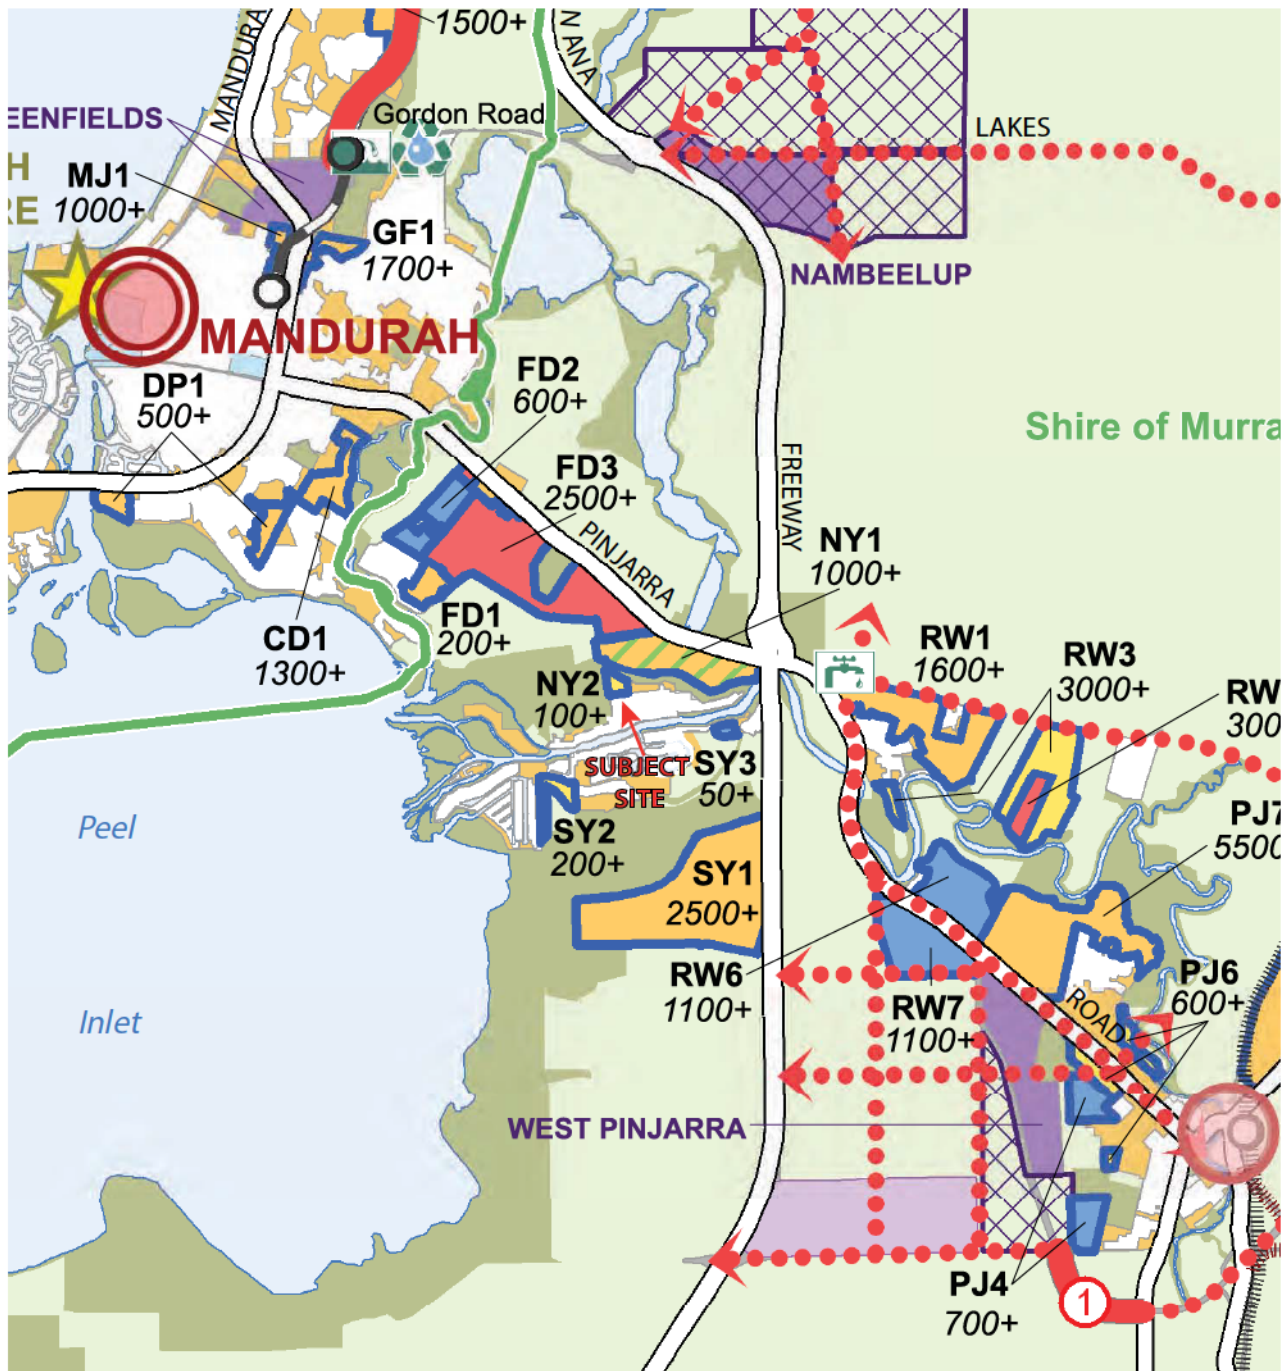 1500+
MANDURA
N ANA
Gordon Road
EENFIELDS
LAKES
H
RE
MJ1
1000+
GF1
1700+
NAMBEELUP
MANDURAH
DP1
500+
FD2
600+
Shire of Murra
FD3
2500+
FREEWAY
PINJARRA
NY1
1000+
FD1
200+
CD1
1300+
RW1
1600+
RW3
3000+
RW
300
NY2
100+
SUBJECT
SITE
SY3
50+
Peel
SY2
200+
PJ7
5500
SY1
2500+
RW6
1100+
RW7
1100+
ROAD
PJ6
600+
Inlet
WEST PINJARRA
PJ4
700+
1